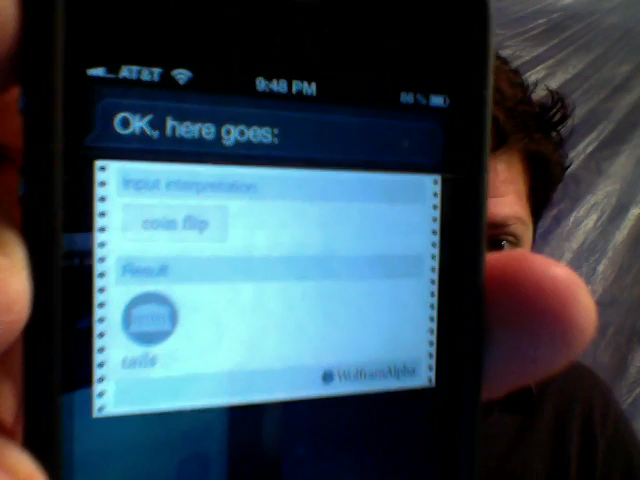 AT&T 9:48 PM
OK, here goes:
Input interpretation
coin flip
Result
tails
WolframAlpha